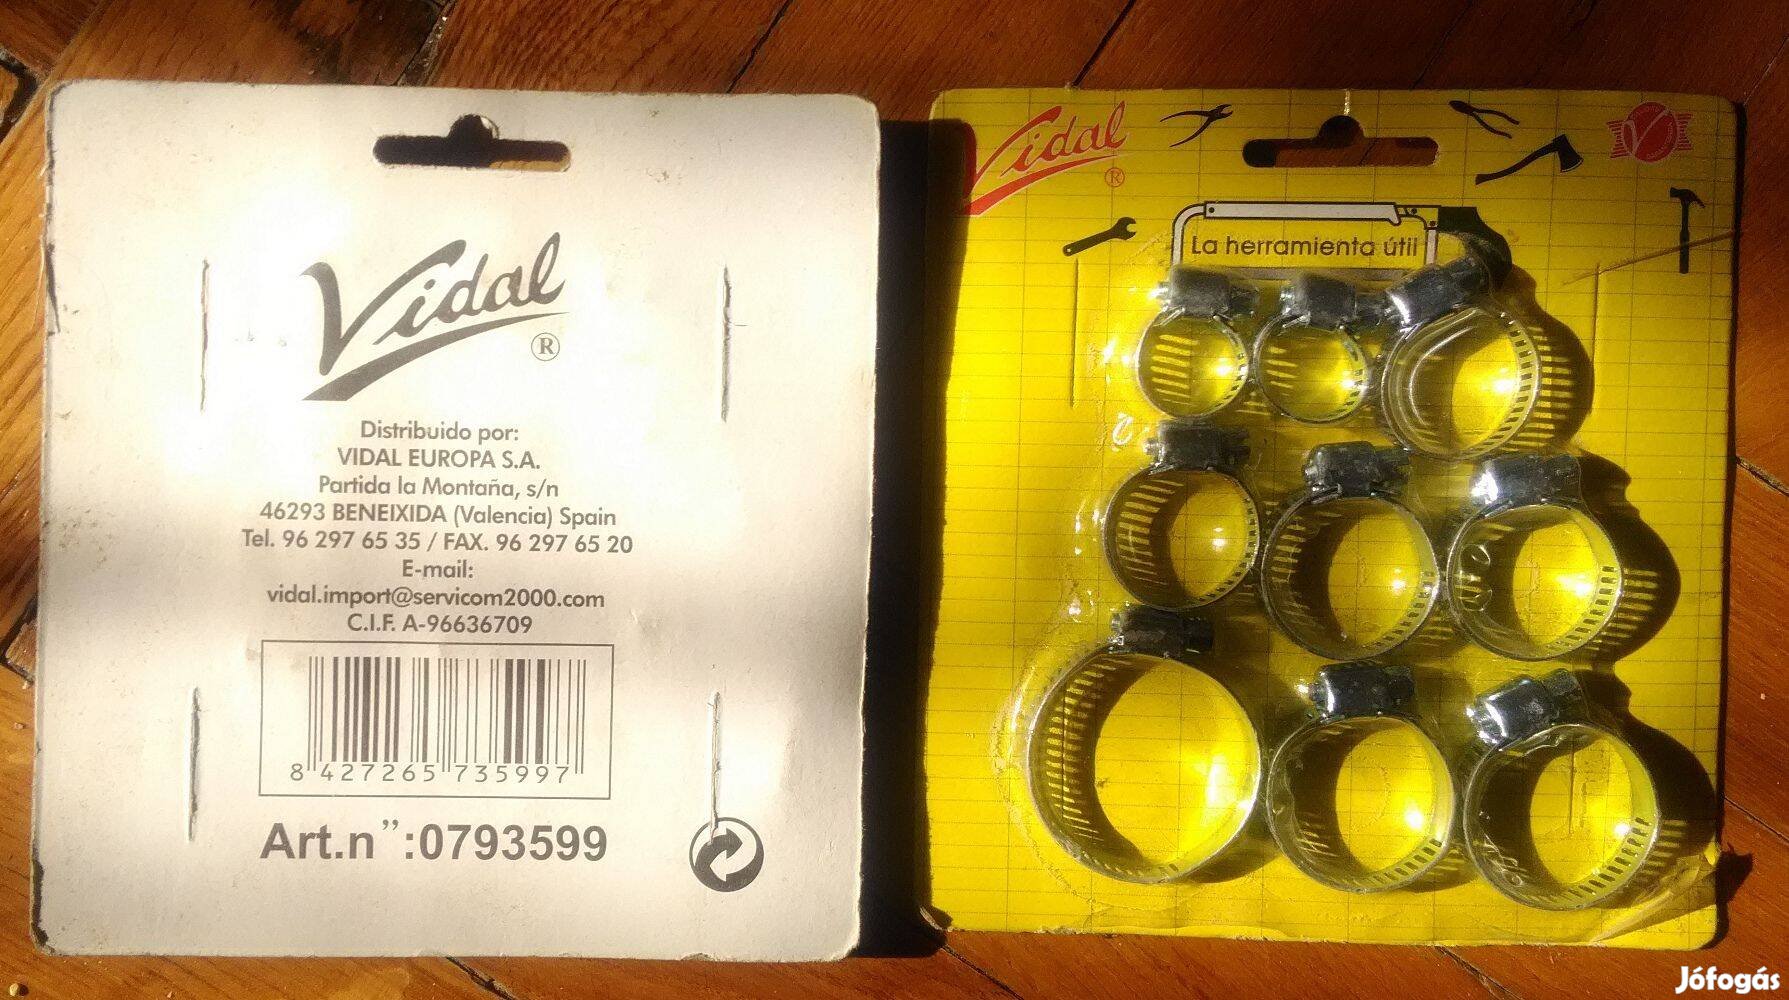 Vidal
®
Distribuido por:
VIDAL EUROPA S.A.
Partida la Montaña, s/n
46293 BENEIXIDA (Valencia) Spain
Tel. 96 297 65 35 / FAX. 96 297 65 20
E-mail:
vidal.import@servicom2000.com
C.I.F. A-96636709
8 427265 735997
Art.n”:0793599
Vidal
®
La herramienta útil
Jófogás